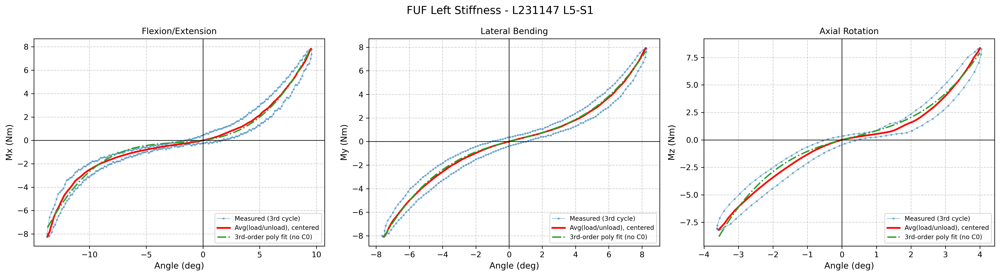 FUF Left Stiffness - L231147 L5-S1
Flexion/Extension
Mx (Nm)
8
6
4
2
0
−2
−4
−6
−8
−10
−5
0
5
10
Angle (deg)
Measured (3rd cycle)
Avg(load/unload), centered
3rd-order poly fit (no C0)
Lateral Bending
My (Nm)
8
6
4
2
0
−2
−4
−6
−8
−8
−6
−4
−2
0
2
4
6
8
Angle (deg)
Measured (3rd cycle)
Avg(load/unload), centered
3rd-order poly fit (no C0)
Axial Rotation
Mz (Nm)
7.5
5.0
2.5
0.0
−2.5
−5.0
−7.5
−4
−3
−2
−1
0
1
2
3
4
Angle (deg)
Measured (3rd cycle)
Avg(load/unload), centered
3rd-order poly fit (no C0)